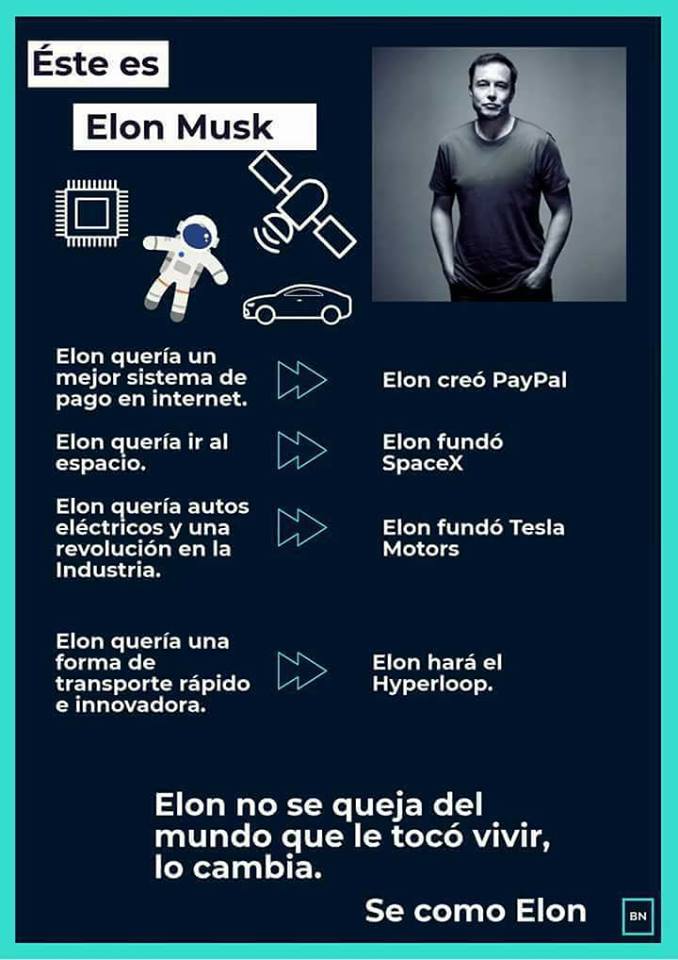 Éste es
Elon Musk
Elon quería un
mejor sistema de
pago en internet.
Elon creó PayPal
Elon quería ir al
espacio.
Elon fundó
SpaceX
Elon quería autos
eléctricos y una
revolución en la
Industria.
Elon fundó Tesla
Motors
Elon quería una
forma de
transporte rápido
e innovadora.
Elon hará el
Hyperloop.
Elon no se queja del
mundo que le tocó vivir,
lo cambia.
Se como Elon
BN